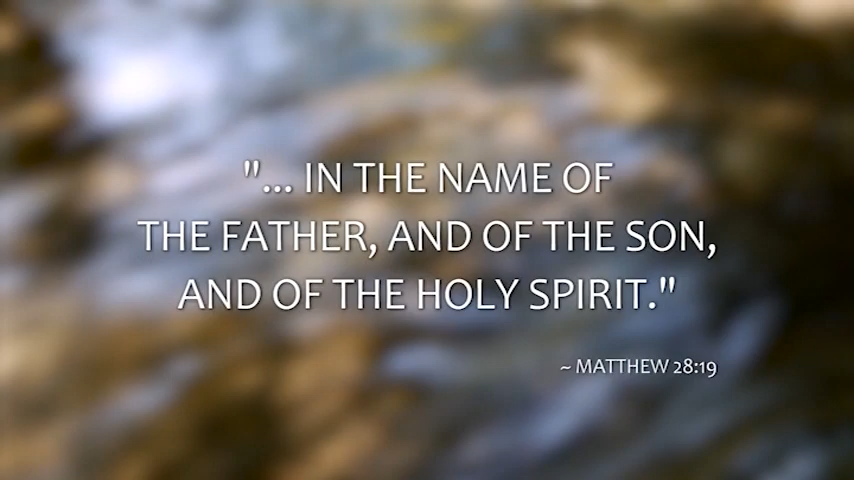 "... IN THE NAME OF
THE FATHER, AND OF THE SON,
AND OF THE HOLY SPIRIT."
~ MATTHEW 28:19